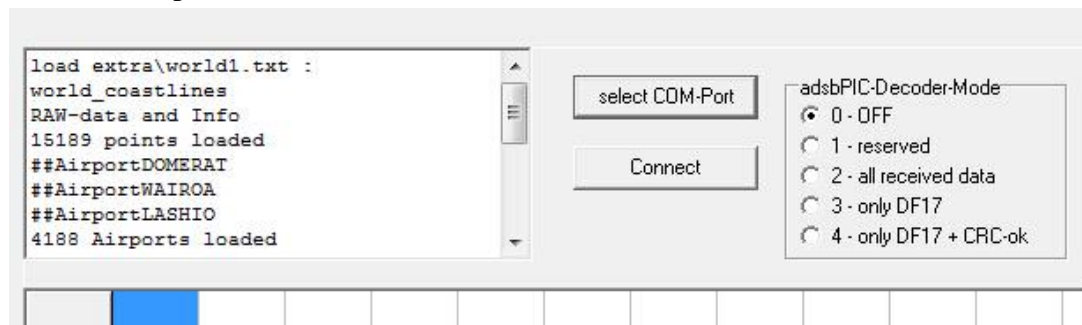 load extra\world1.txt :
world_coastlines
RAW-data and Info
15189 points loaded
##AirportDOMERAT
##AirportWAIROA
##AirportLASHIO
4188 Airports loaded
select COM-Port
Connect
adsbPIC-Decoder-Mode
0 - OFF
1 - reserved
2 - all received data
3 - only DF17
4 - only DF17 + CRC-ok